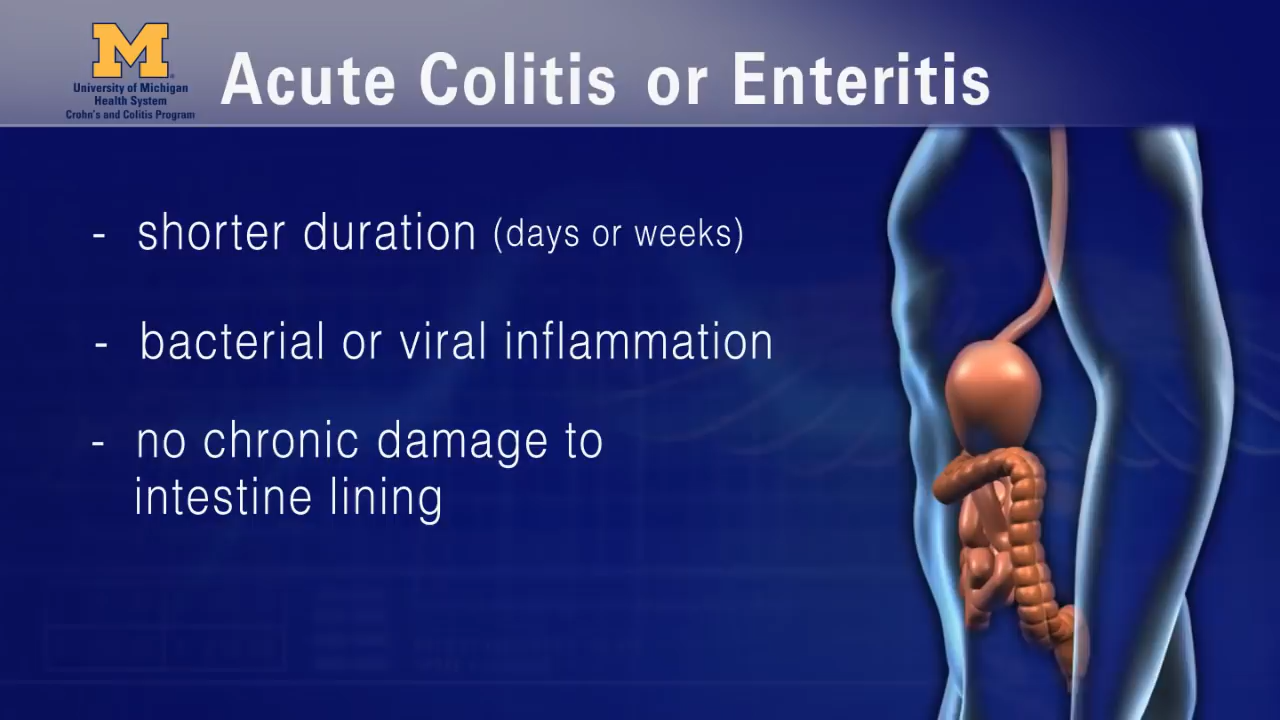 M
University of Michigan
Health System
Crohn's and Colitis Program
Acute Colitis or Enteritis
- shorter duration (days or weeks)
- bacterial or viral inflammation
- no chronic damage to
intestine lining